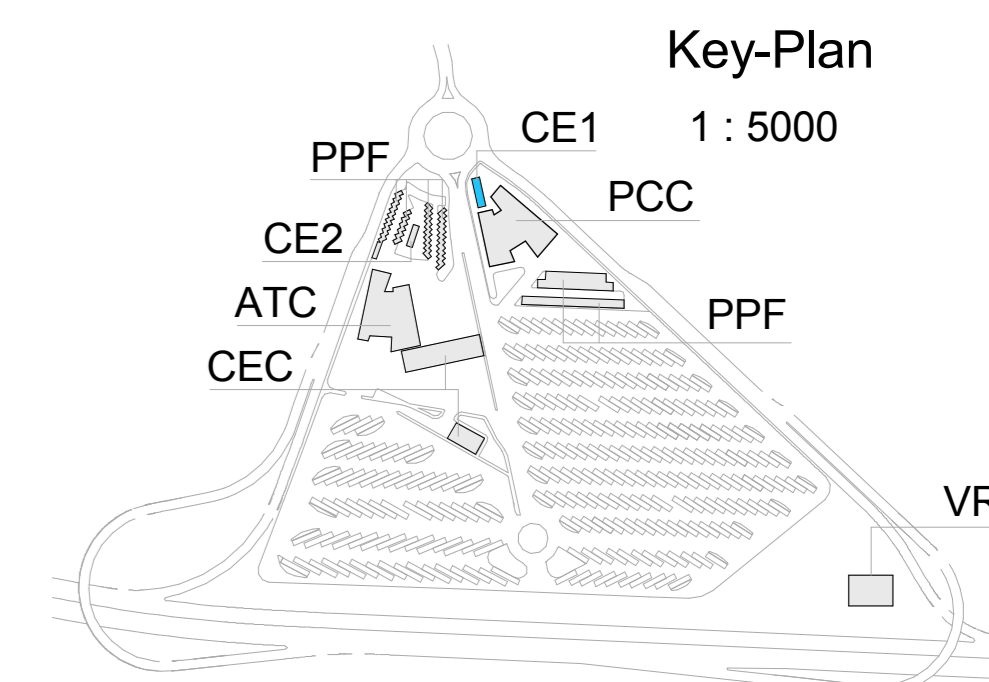 Key-Plan
CE1
1 : 5000
PPF
PCC
CE2
ATC
PPF
CEC